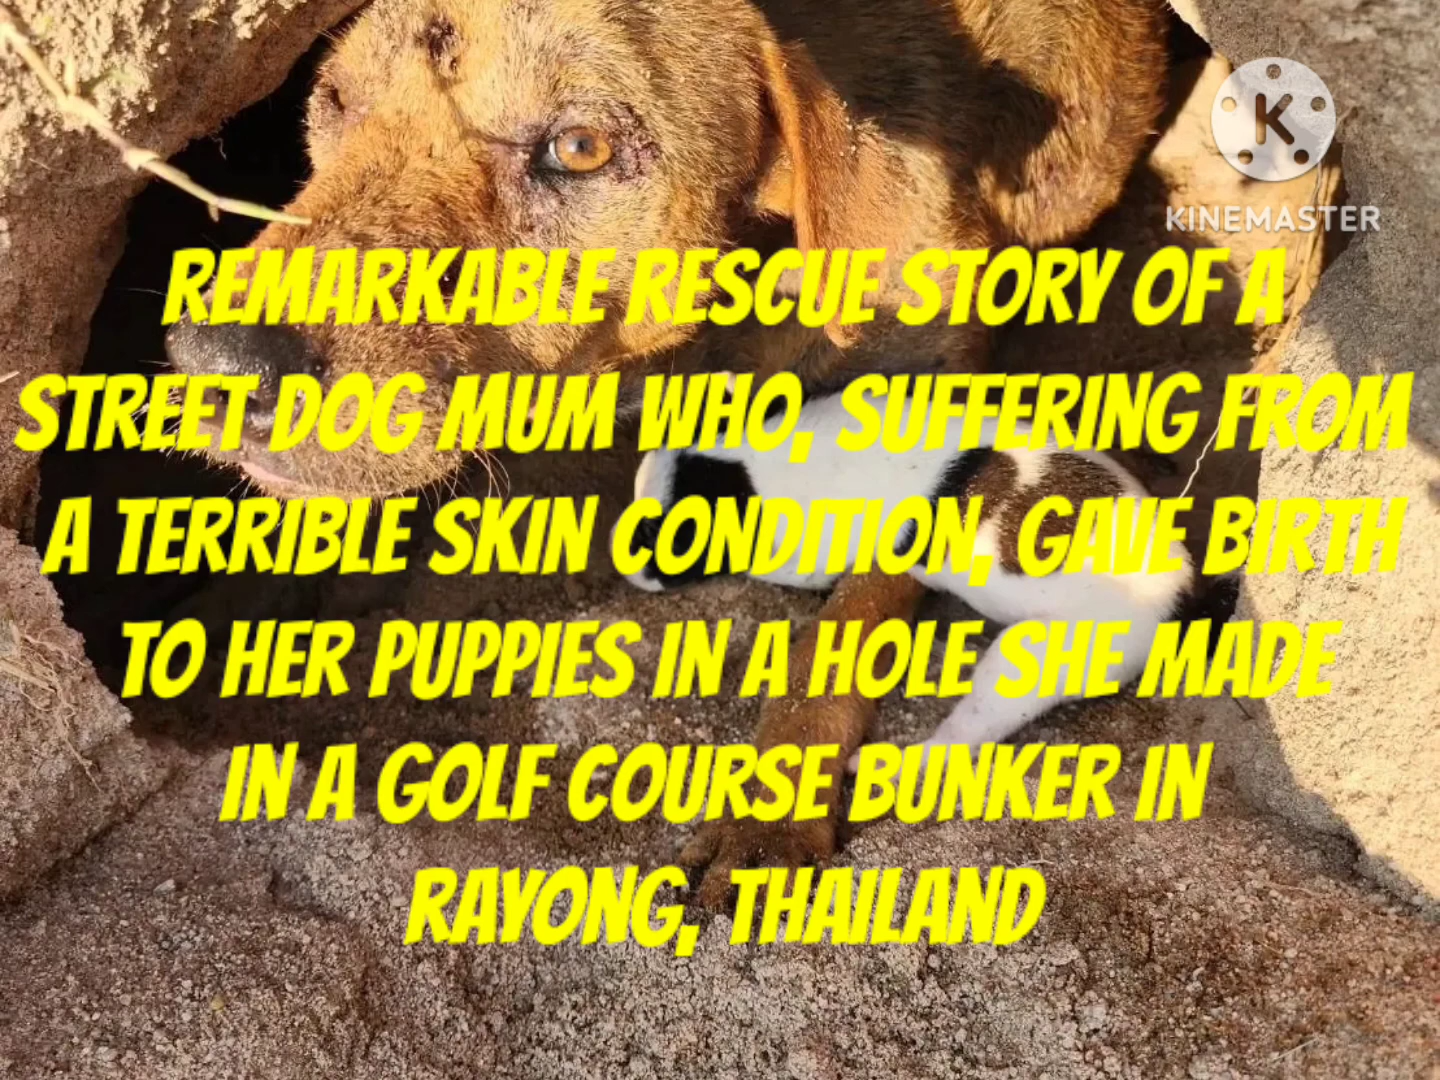 K
KINEMASTER
REMARKABLE RESCUE STORY OF A
STREET DOG MUM WHO, SUFFERING FROM
A TERRIBLE SKIN CONDITION, GAVE BIRTH
TO HER PUPPIES IN A HOLE SHE MADE
IN A GOLF COURSE BUNKER IN
RAYONG, THAILAND